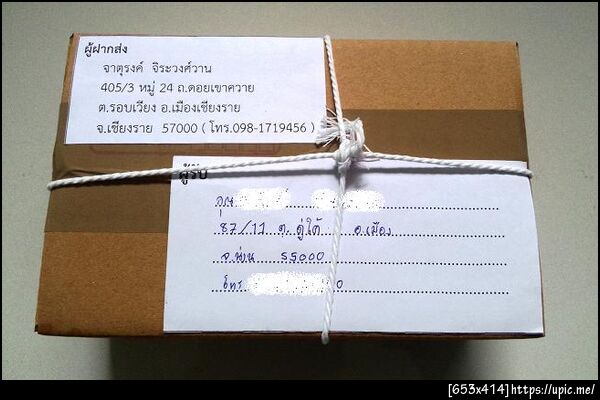 ผู้ฝากส่ง
จาตุรงค์ จิระวงศ์วาน
405/3 หมู่ 24 ถ.ดอยเขาควาย
ต.รอบเวียง อ.เมืองเชียงราย
จ.เชียงราย 57000 ( โทร.098-1719456 )
ผู้รับ
คุณ
87/11 ต. ดู่ใต้ อ.เมือง
จ.น่าน 55000
โทร 0
[653x414] https://upic.me/